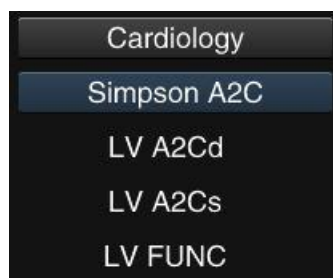 Cardiology
Simpson A2C
LV A2Cd
LV A2Cs
LV FUNC